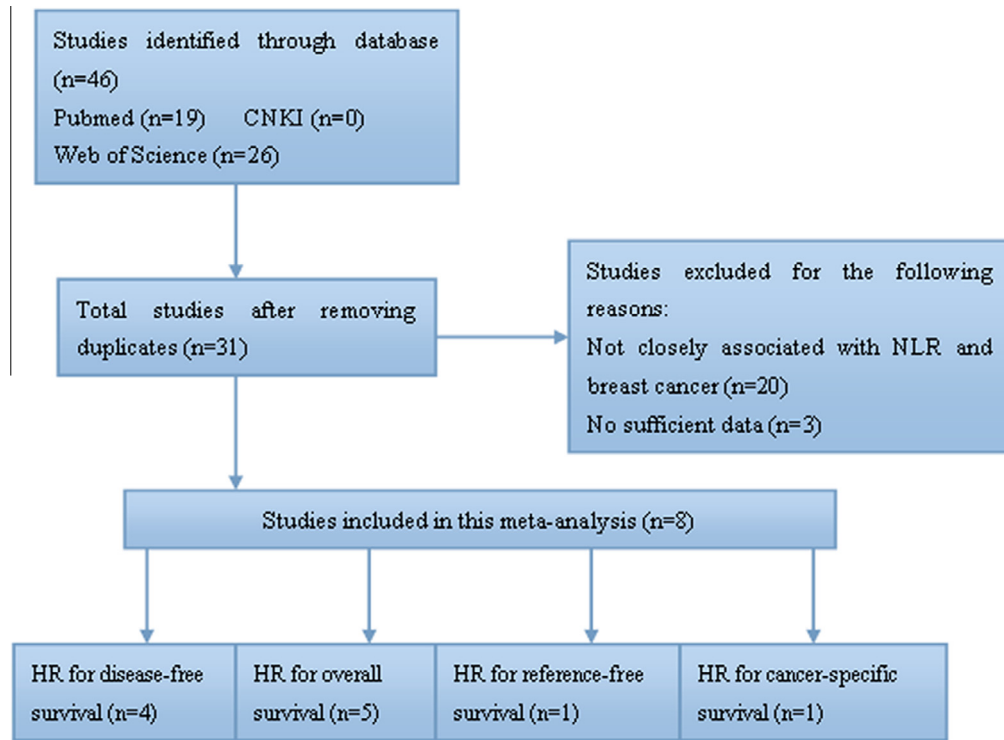 Studies identified through database
(n=46)
Pubmed (n=19) CNKI (n=0)
Web of Science (n=26)
Total studies after removing
duplicates (n=31)
Studies excluded for the following
reasons:
Not closely associated with NLR and
breast cancer (n=20)
No sufficient data (n=3)
Studies included in this meta-analysis (n=8)
HR for disease-free
survival (n=4)
HR for overall
survival (n=5)
HR for reference-free
survival (n=1)
HR for cancer-specific
survival (n=1)